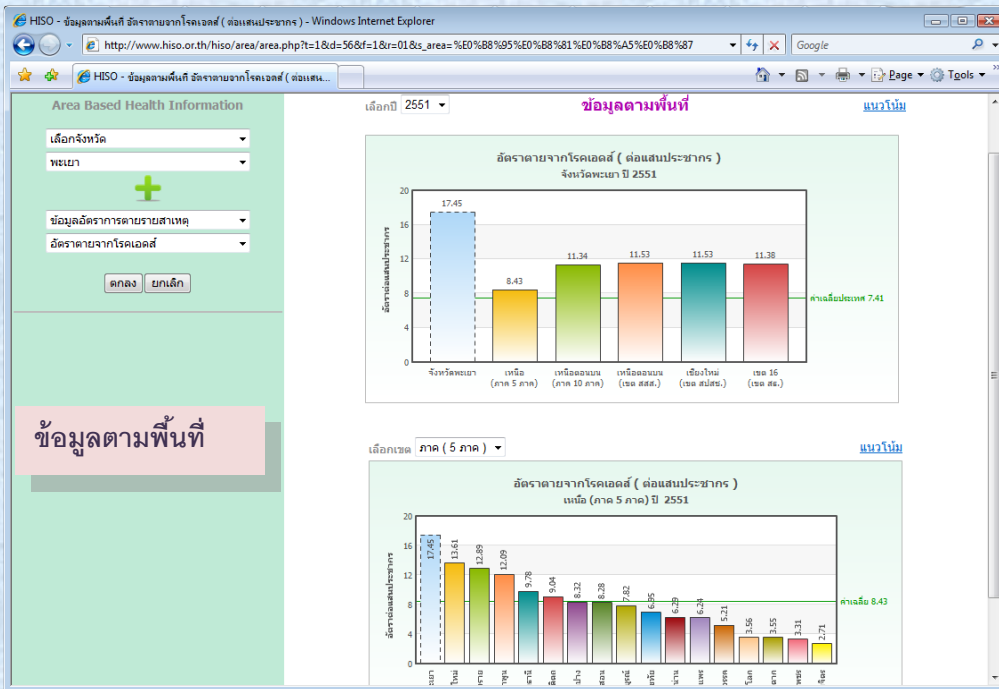 HISO - ข้อมูลตามพื้นที่ อัตราตายจากโรคเอดส์ ( ต่อแสนประชากร ) - Windows Internet Explorer
http://www.hiso.or.th/hiso/area/area.php?t=1&d=56&f=1&r=01&s_area=%E0%B8%95%E0%B8%81%E0%B8%A5%E0%B8%87
Google
HISO - ข้อมูลตามพื้นที่ อัตราตายจากโรคเอดส์ ( ต่อแสน...
Page
Tools
Area Based Health Information
เลือกจังหวัด
พะเยา
ข้อมูลอัตราการตายรายสาเหตุ
อัตราตายจากโรคเอดส์
ตกลง ยกเลิก
ข้อมูลตามพื้นที่
เลือกปี 2551
ข้อมูลตามพื้นที่
แนวโน้ม
อัตราตายจากโรคเอดส์ ( ต่อแสนประชากร )
จังหวัดพะเยา ปี 2551
อัตราต่อแสนประชากร
20
16
12
8
4
0
17.45 8.43 11.34 11.53 11.53 11.38
ค่าเฉลี่ยประเทศ 7.41
จังหวัดพะเยา เหนือ เหนือตอนบน เหนือตอนบน เชียงใหม่ เขต 16
(ภาค 5 ภาค) (ภาค 10 ภาค) (เขต สสส.) (เขต สปสช.) (เขต สธ.)
เลือกเขต ภาค ( 5 ภาค )
แนวโน้ม
อัตราตายจากโรคเอดส์ ( ต่อแสนประชากร )
เหนือ (ภาค 5 ภาค) ปี 2551
อัตราต่อแสนประชากร
20
16
12
8
4
0
17.45 13.61 12.89 12.09 9.78 9.04 8.32 8.28 7.82 6.95 6.29 6.24 5.21 3.56 3.55 3.31 2.71
ค่าเฉลี่ย 8.43